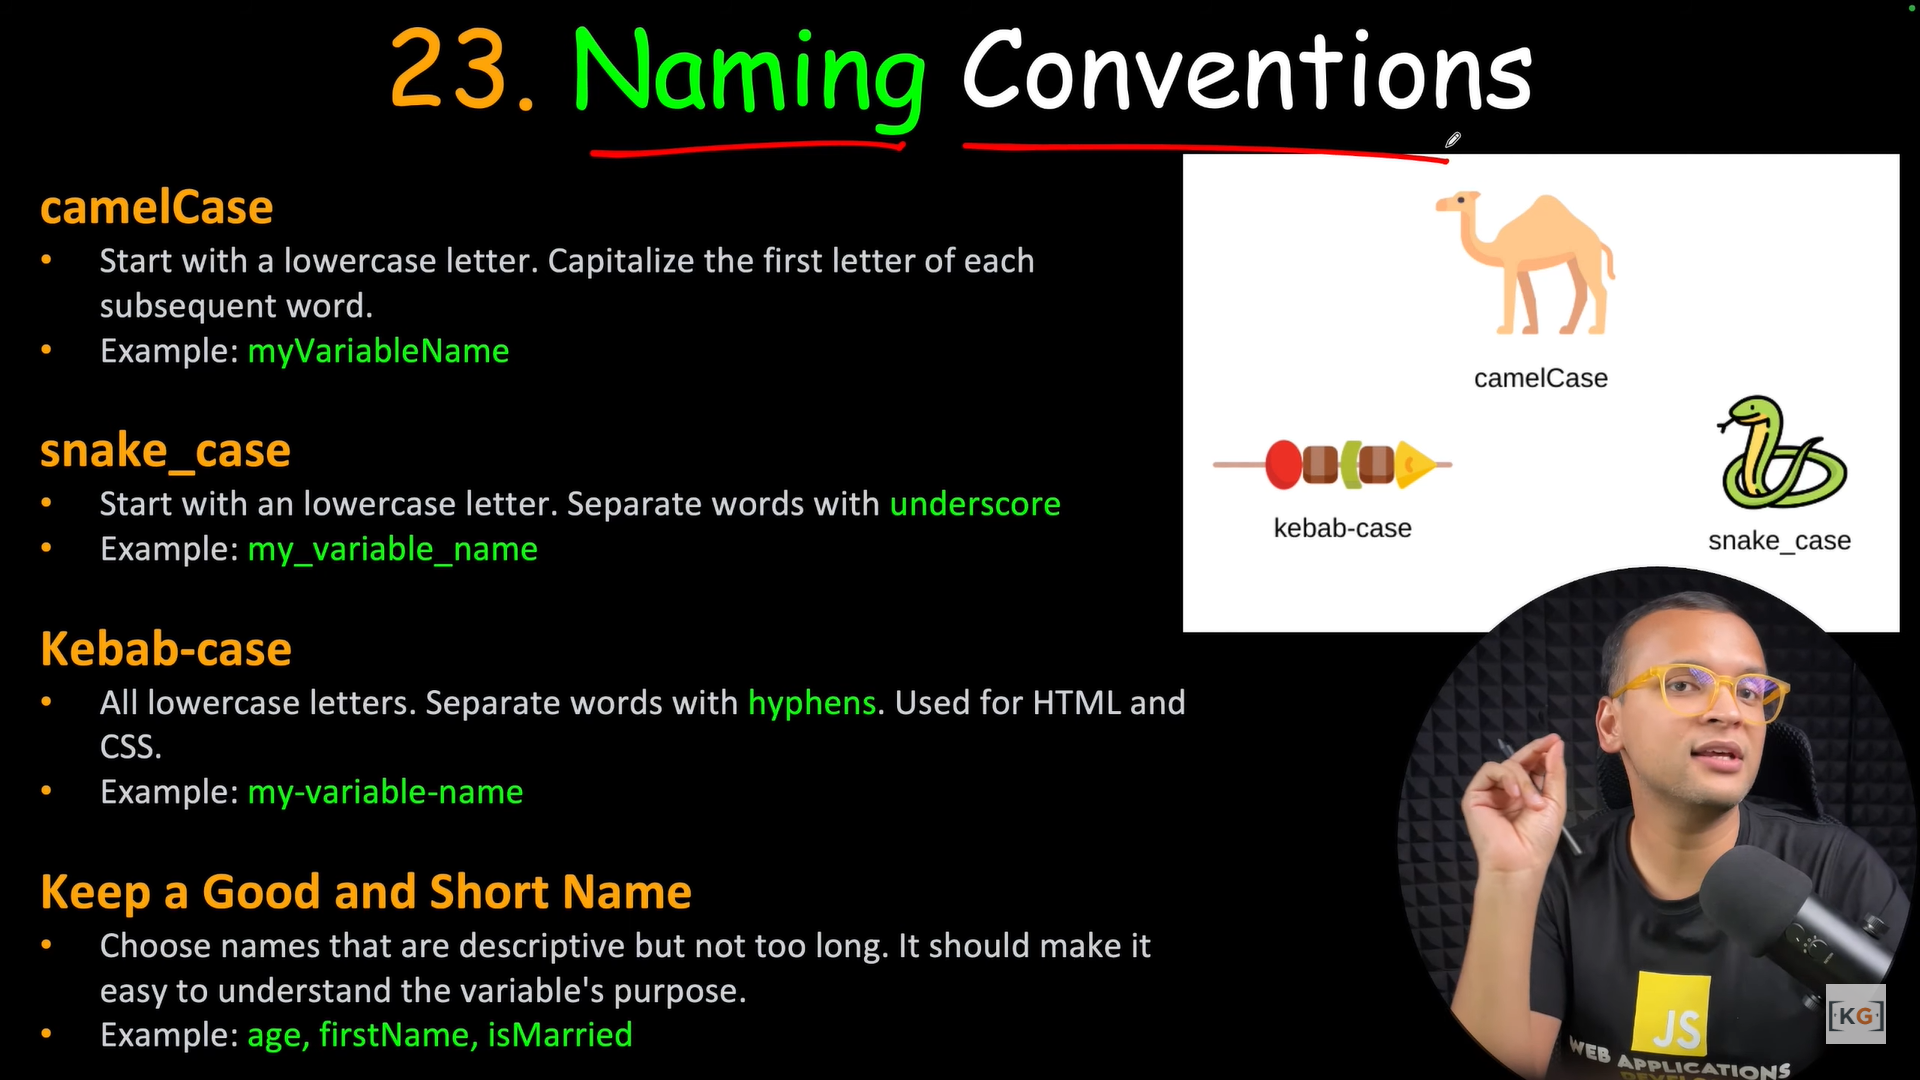 23. Naming Conventions
camelCase
• Start with a lowercase letter. Capitalize the first letter of each
subsequent word.
• Example: myVariableName
snake_case
• Start with an lowercase letter. Separate words with underscore
• Example: my_variable_name
Kebab-case
• All lowercase letters. Separate words with hyphens. Used for HTML and
CSS.
• Example: my-variable-name
Keep a Good and Short Name
• Choose names that are descriptive but not too long. It should make it
easy to understand the variable's purpose.
• Example: age, firstName, isMarried
camelCase
kebab-case
snake_case
JS
WEB APPLICATIONS
[KG]